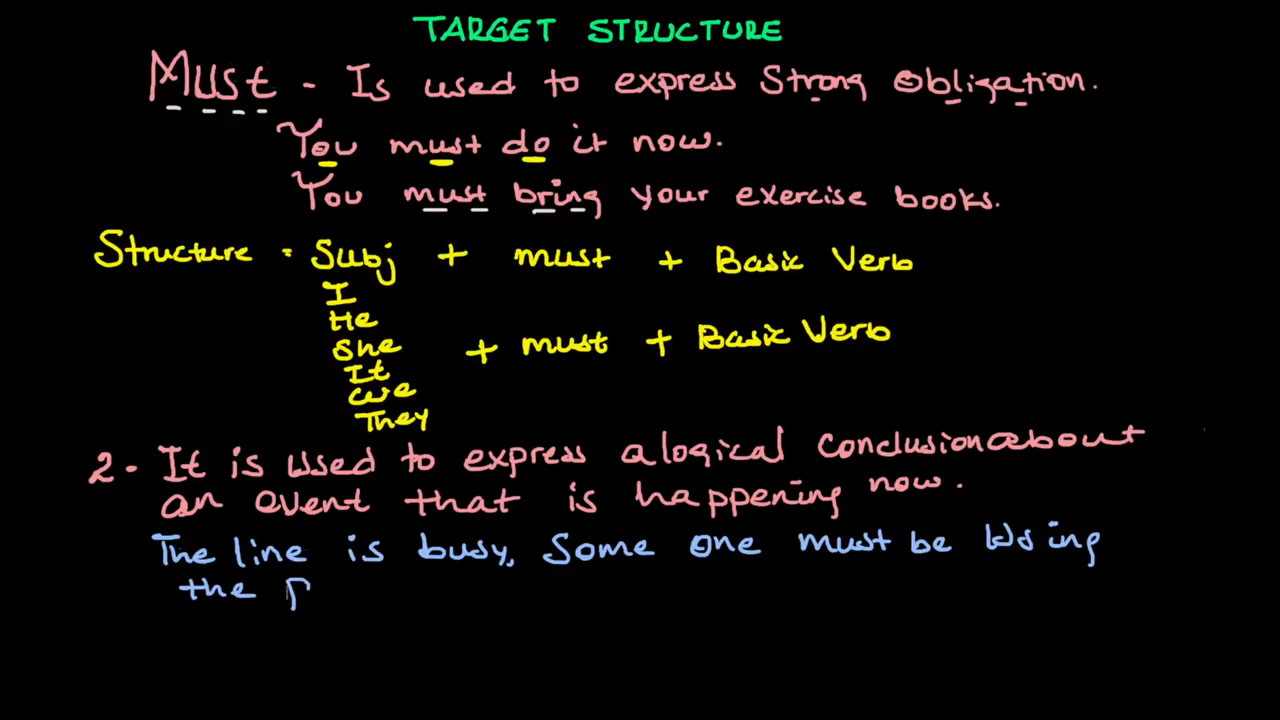 TARGET STRUCTURE
Must - Is used to express Strong Obligation.
You must do it now.
You must bring your exercise books.
Structure = Subj + must + Basic Verb
I
He
She + must + Basic Verb
It
We
They
2- It is used to express a logical conclusion about
an event that is happening now.
The line is busy, Some one must be Using
the P